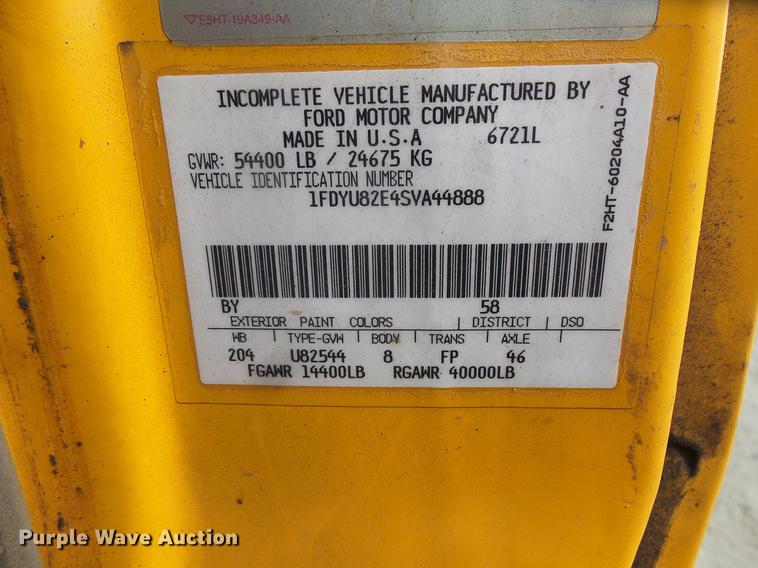 E5HT-19A349-AA
INCOMPLETE VEHICLE MANUFACTURED BY
FORD MOTOR COMPANY
MADE IN U.S.A 6721L
GVWR: 54400 LB / 24675 KG
VEHICLE IDENTIFICATION NUMBER
1FDYU82E4SVA44888
F2HT-60204A10-AA
BY 58
EXTERIOR PAINT COLORS | DISTRICT | DSO
WB | TYPE-GVW | BODY | TRANS | AXLE
204 U82544 8 FP 46
FGAWR 14400LB RGAWR 40000LB
Purple Wave Auction